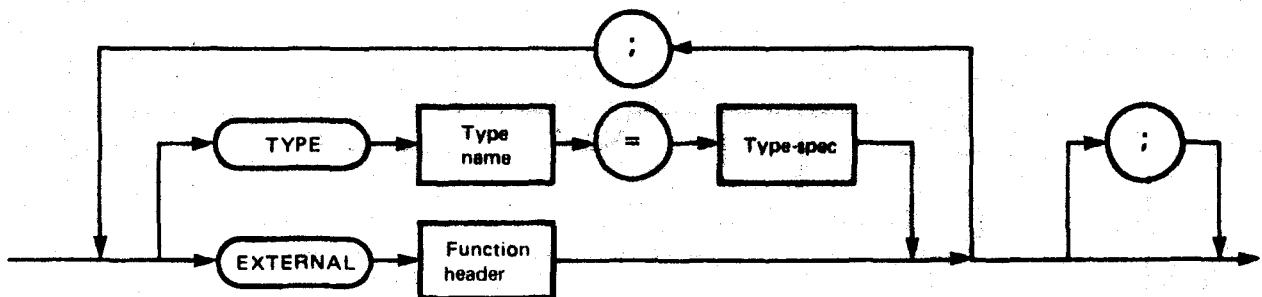 ;
TYPE
Type
name
=
Type-spec
;
EXTERNAL
Function
header